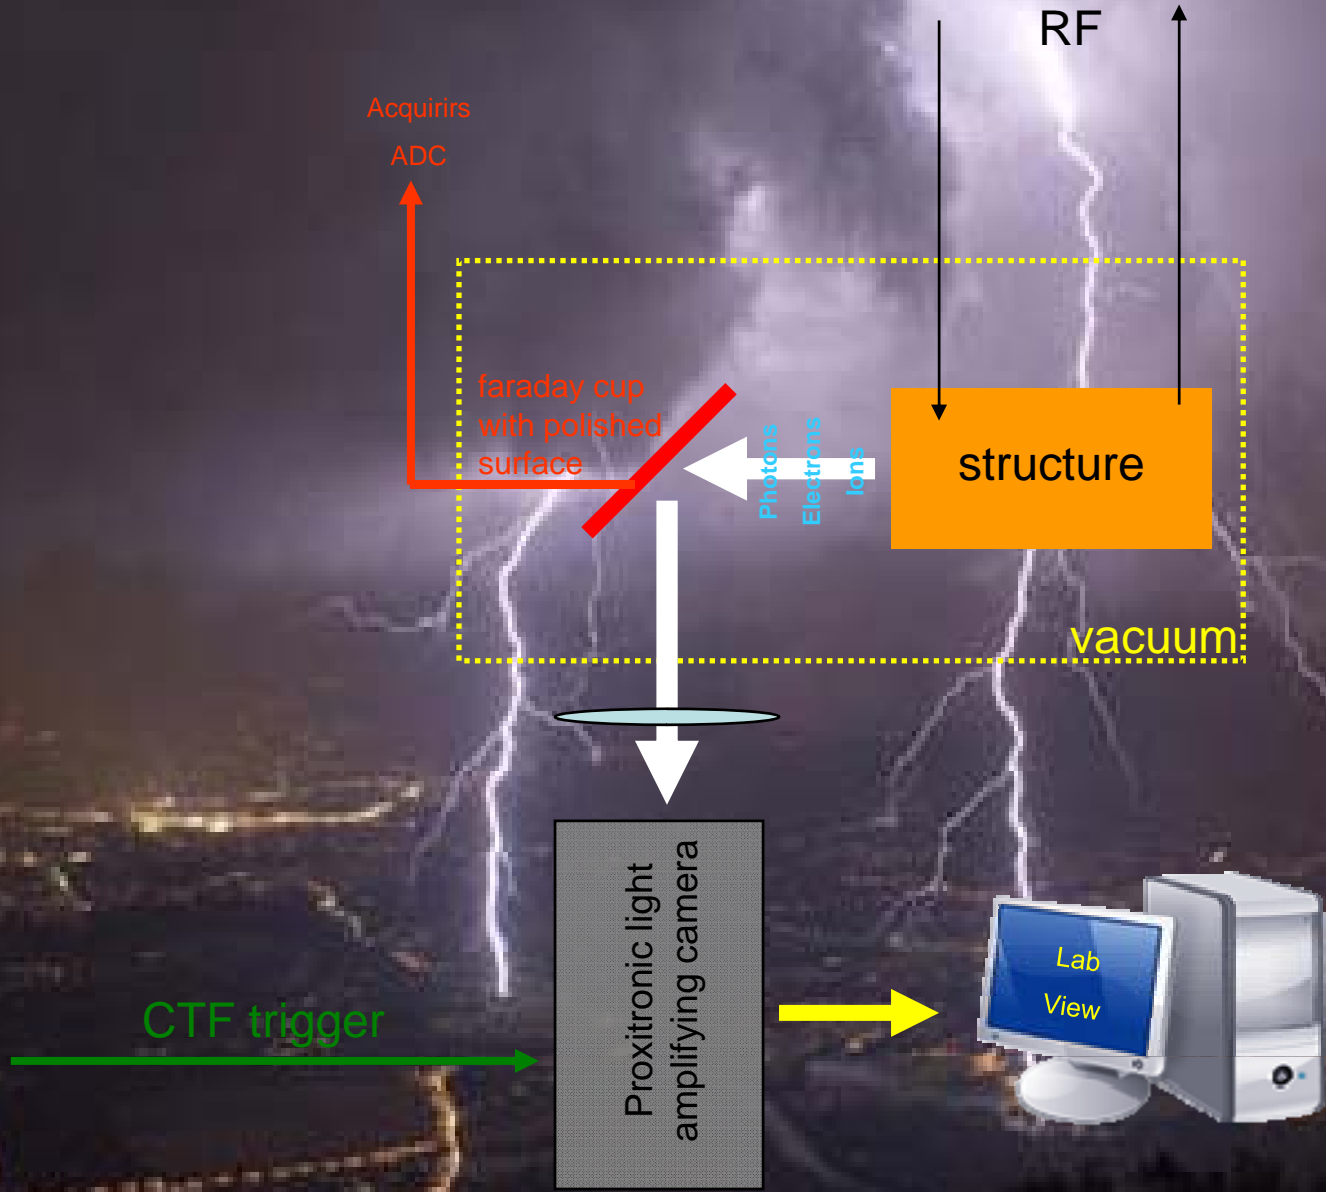 RF
Acquirirs
ADC
faraday cup
with polished
surface
Photons
Electrons
Ions
structure
vacuum
Proxitronic light
amplifying camera
Lab
View
CTF trigger